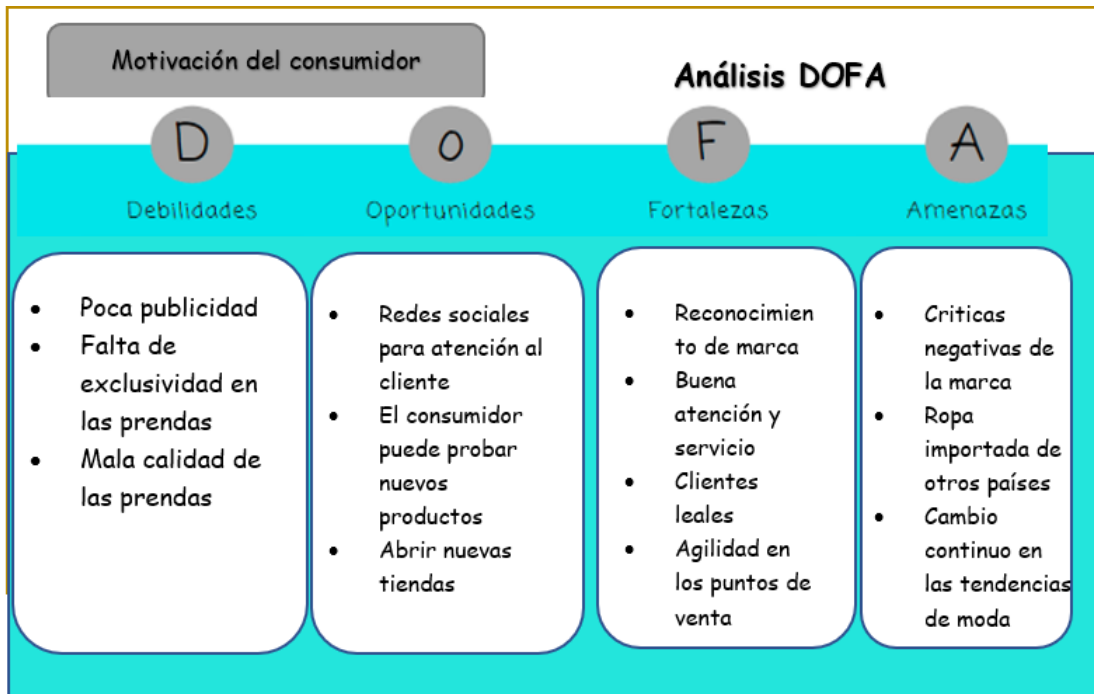 Motivación del consumidor
Análisis DOFA
D
Debilidades
O
Oportunidades
F
Fortalezas
A
Amenazas
• Poca publicidad
• Falta de
exclusividad en
las prendas
• Mala calidad de
las prendas
• Redes sociales
para atención al
cliente
• El consumidor
puede probar
nuevos
productos
• Abrir nuevas
tiendas
• Reconocimien
to de marca
• Buena
atención y
servicio
• Clientes
leales
• Agilidad en
los puntos de
venta
• Criticas
negativas de
la marca
• Ropa
importada de
otros países
• Cambio
continuo en
las tendencias
de moda